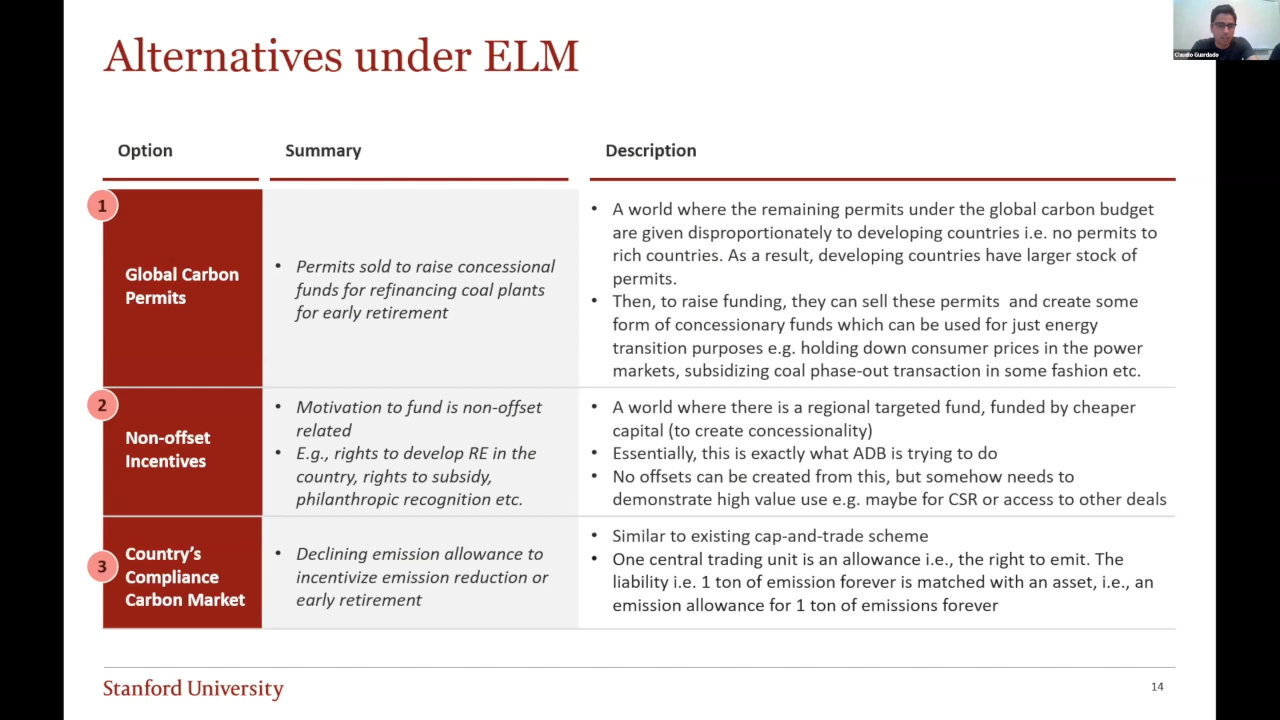 Alternatives under ELM
Claudio Guardado
Option
Summary
Description
1
Global Carbon
Permits
• Permits sold to raise concessional
funds for refinancing coal plants
for early retirement
• A world where the remaining permits under the global carbon budget
are given disproportionately to developing countries i.e. no permits to
rich countries. As a result, developing countries have larger stock of
permits.
• Then, to raise funding, they can sell these permits  and create some
form of concessionary funds which can be used for just energy
transition purposes e.g. holding down consumer prices in the power
markets, subsidizing coal phase-out transaction in some fashion etc.
2
Non-offset
Incentives
• Motivation to fund is non-offset
related
• E.g., rights to develop RE in the
country, rights to subsidy,
philanthropic recognition etc.
• A world where there is a regional targeted fund, funded by cheaper
capital (to create concessionality)
• Essentially, this is exactly what ADB is trying to do
• No offsets can be created from this, but somehow needs to
demonstrate high value use e.g. maybe for CSR or access to other deals
3
Country's
Compliance
Carbon Market
• Declining emission allowance to
incentivize emission reduction or
early retirement
• Similar to existing cap-and-trade scheme
• One central trading unit is an allowance i.e., the right to emit. The
liability i.e. 1 ton of emission forever is matched with an asset, i.e., an
emission allowance for 1 ton of emissions forever
Stanford University
14